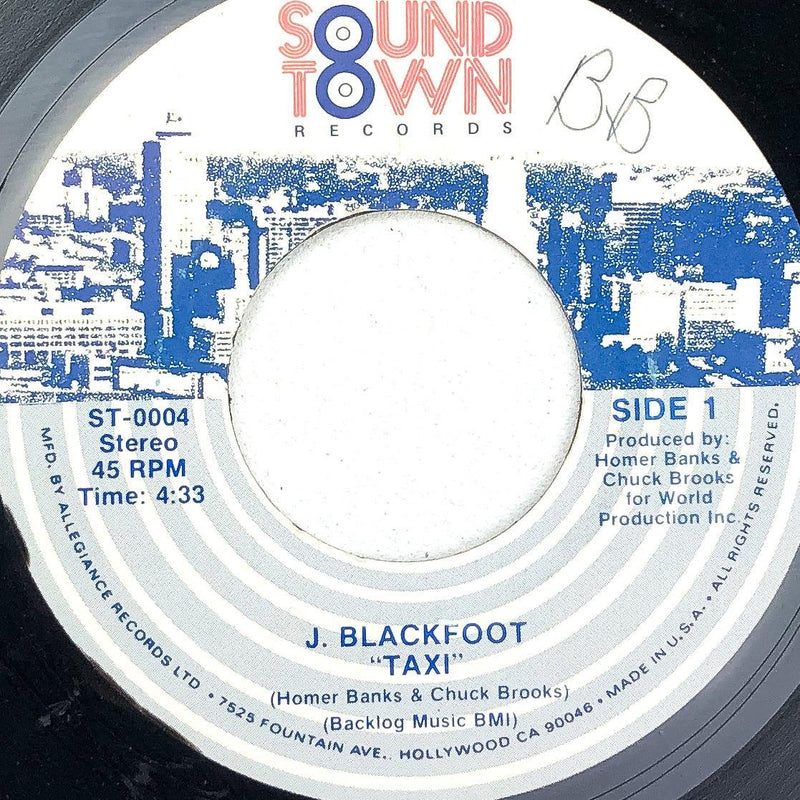 SOUND
TOWN
RECORDS
BxB
ST-0004
Stereo
45 RPM
Time: 4:33
SIDE 1
Produced by:
Homer Banks &
Chuck Brooks
for World
Production Inc.
J. BLACKFOOT
"TAXI"
(Homer Banks & Chuck Brooks)
(Backlog Music BMI)
MFD. BY ALLEGIANCE RECORDS LTD • 7525 FOUNTAIN AVE., HOLLYWOOD CA 90046 • MADE IN U.S.A. • ALL RIGHTS RESERVED.